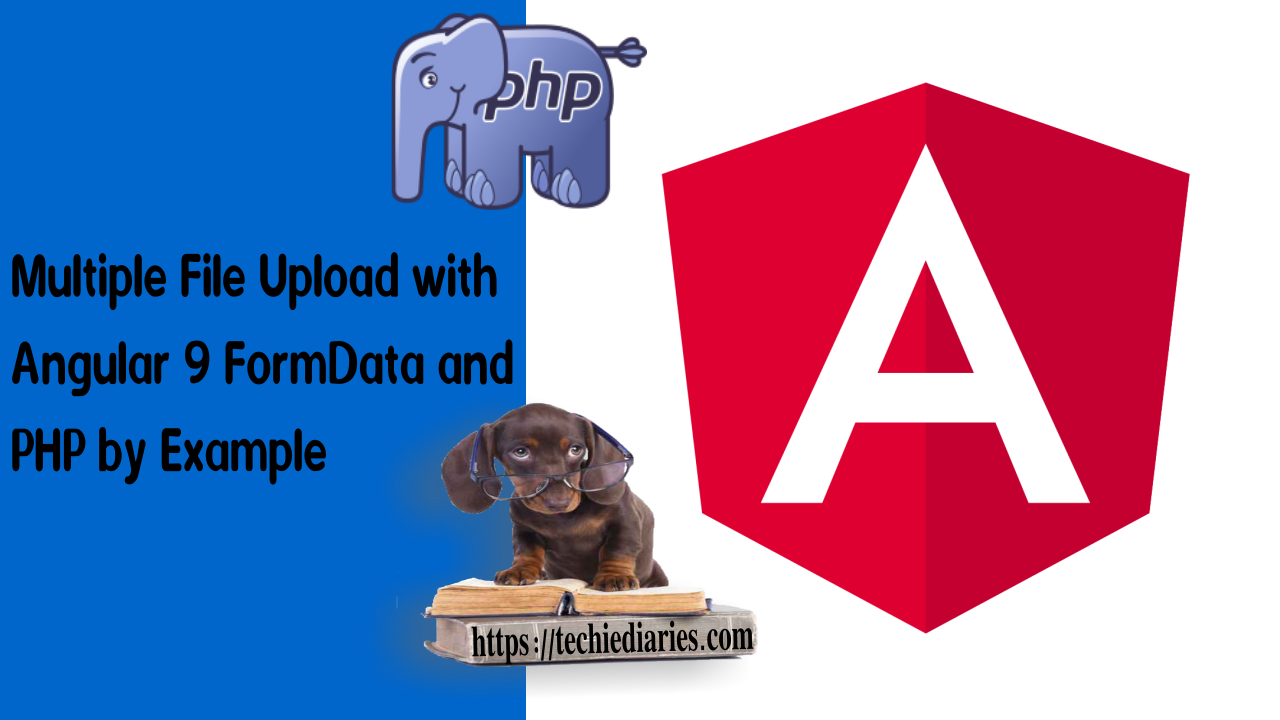 php
Multiple File Upload with
Angular 9 FormData and
PHP by Example
https://techiediaries.com